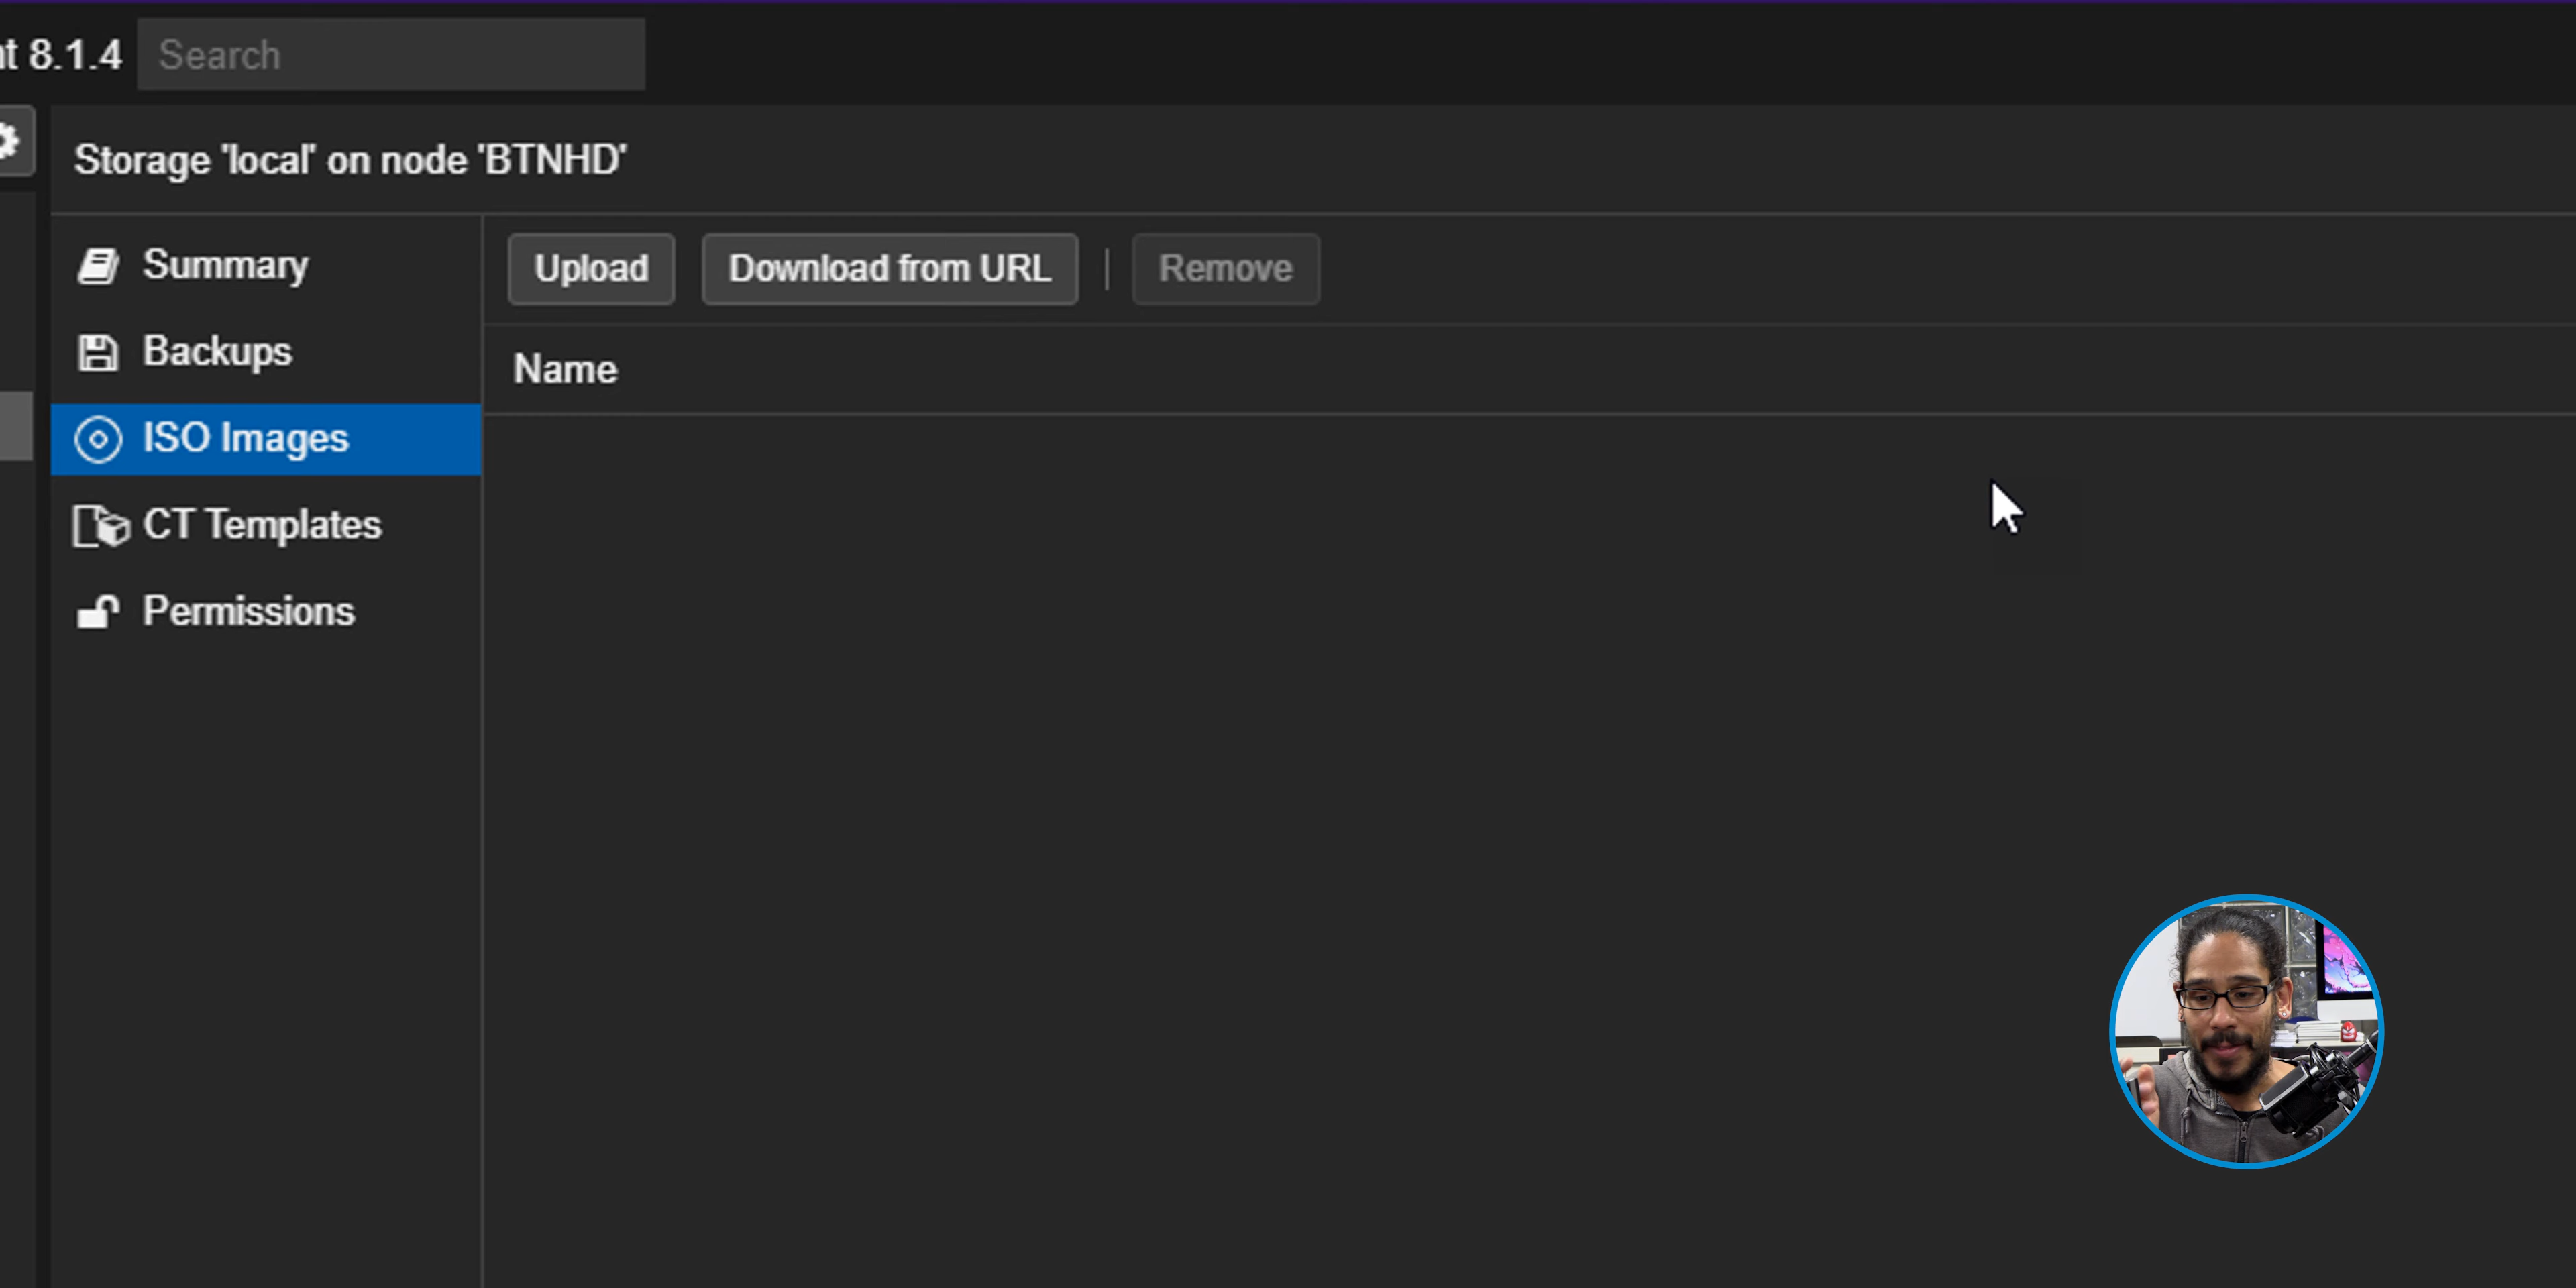 8.1.4
Search
Storage 'local' on node 'BTNHD'
Summary
Backups
ISO Images
CT Templates
Permissions
Upload
Download from URL
Remove
Name